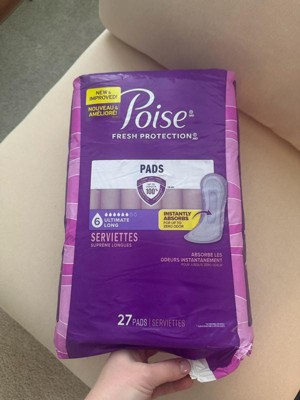 NEW &
IMPROVED!
NOUVEAU &
AMÉLIORÉ!
Poise
FRESH PROTECTION
PADS
100%
6 ULTIMATE
LONG
INSTANTLY
ABSORBS
SERVIETTES
SUPRÊME LONGUES
ABSORBE LES
ODEURS INSTANTANÉMENT
27 PADS | SERVIETTES